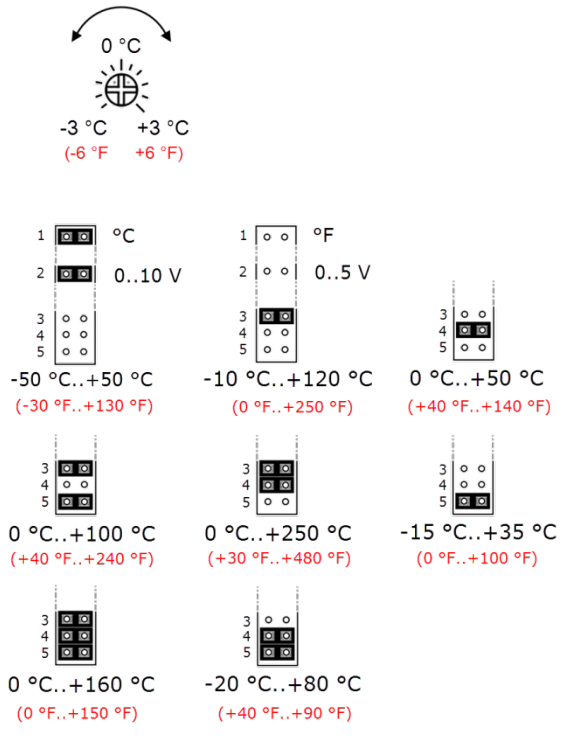 0 °C
-3 °C +3 °C
(-6 °F +6 °F)
1 °C
2 0..10 V
3
4
5
-50 °C..+50 °C
(-30 °F..+130 °F)
1 °F
2 0..5 V
3
4
5
-10 °C..+120 °C
(0 °F..+250 °F)
3
4
5
0 °C..+50 °C
(+40 °F..+140 °F)
3
4
5
0 °C..+100 °C
(+40 °F..+240 °F)
3
4
5
0 °C..+250 °C
(+30 °F..+480 °F)
3
4
5
-15 °C..+35 °C
(0 °F..+100 °F)
3
4
5
0 °C..+160 °C
(0 °F..+150 °F)
3
4
5
-20 °C..+80 °C
(+40 °F..+90 °F)